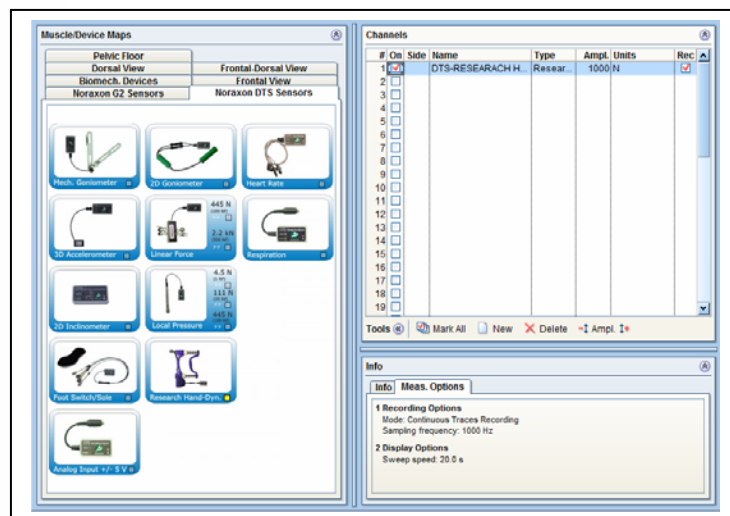 Muscle/Device Maps
Pelvic Floor
Dorsal View
Frontal-Dorsal View
Biomech. Devices
Frontal View
Noraxon G2 Sensors
Noraxon DTS Sensors
Mech. Goniometer
2D Goniometer
Heart Rate
3D Accelerometer
Linear Force
445 N
2.2 kN
Respiration
2D Inclinometer
Local Pressure
4.5 N
111 N
445 N
Foot Switch/Sole
Research Hand-Dyn.
Analog Input +/- 5 V
Channels
# On Side Name Type Ampl. Units Rec
1 DTS-RESEARACH H... Resear... 1000 N
2
3
4
5
6
7
8
9
10
11
12
13
14
15
16
17
18
19
Tools Mark All New Delete Ampl.
Info
Info Meas. Options
1 Recording Options
Mode: Continuous Traces Recording
Sampling frequency: 1000 Hz
2 Display Options
Sweep speed: 20.0 s